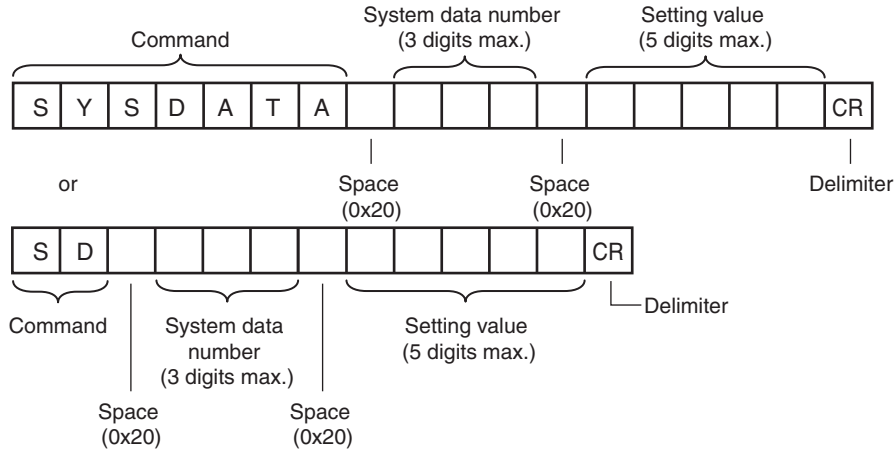 System data number
(3 digits max.)
Setting value
(5 digits max.)
Command
S Y S D A T A CR
or
Space
(0x20)
Space
(0x20)
Delimiter
S D CR
Delimiter
Command
System data
number
(3 digits max.)
Setting value
(5 digits max.)
Space
(0x20)
Space
(0x20)